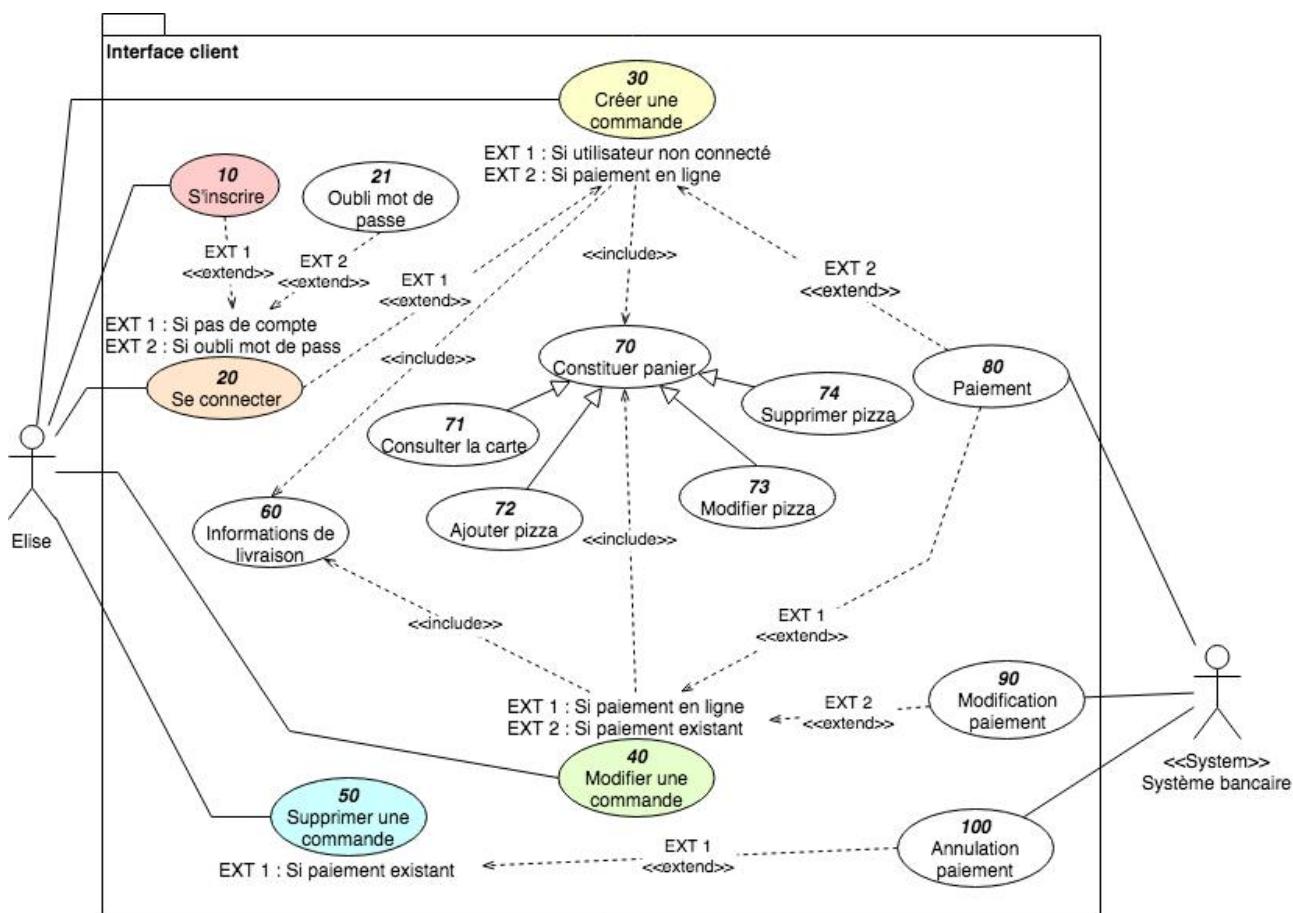 Interface client
30
Créer une
commande
EXT 1 : Si utilisateur non connecté
EXT 2 : Si paiement en ligne
10
S'inscrire
21
Oubli mot de
passe
EXT 1
<<extend>>
EXT 2
<<extend>>
EXT 1
<<extend>>
<<include>>
EXT 2
<<extend>>
EXT 1 : Si pas de compte
EXT 2 : Si oubli mot de pass
<<include>>
20
Se connecter
70
Constituer panier
80
Paiement
74
Supprimer pizza
71
Consulter la carte
73
Modifier pizza
72
Ajouter pizza
60
Informations de
livraison
<<include>>
Elise
<<include>>
EXT 1
<<extend>>
EXT 1 : Si paiement en ligne
EXT 2 : Si paiement existant
EXT 2
<<extend>>
90
Modification
paiement
40
Modifier une
commande
<<System>>
Système bancaire
50
Supprimer une
commande
EXT 1 : Si paiement existant
EXT 1
<<extend>>
100
Annulation
paiement